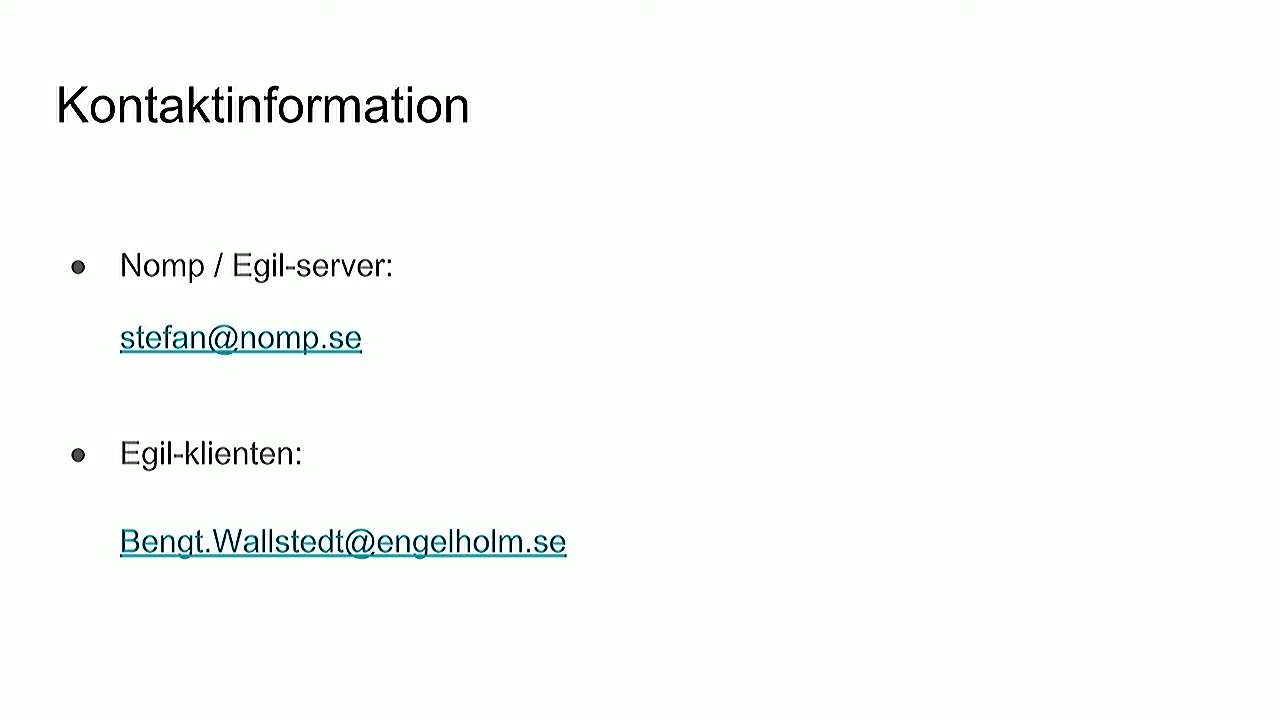 Kontaktinformation
● Nomp / Egil-server:
stefan@nomp.se
● Egil-klienten:
Bengt.Wallstedt@engelholm.se